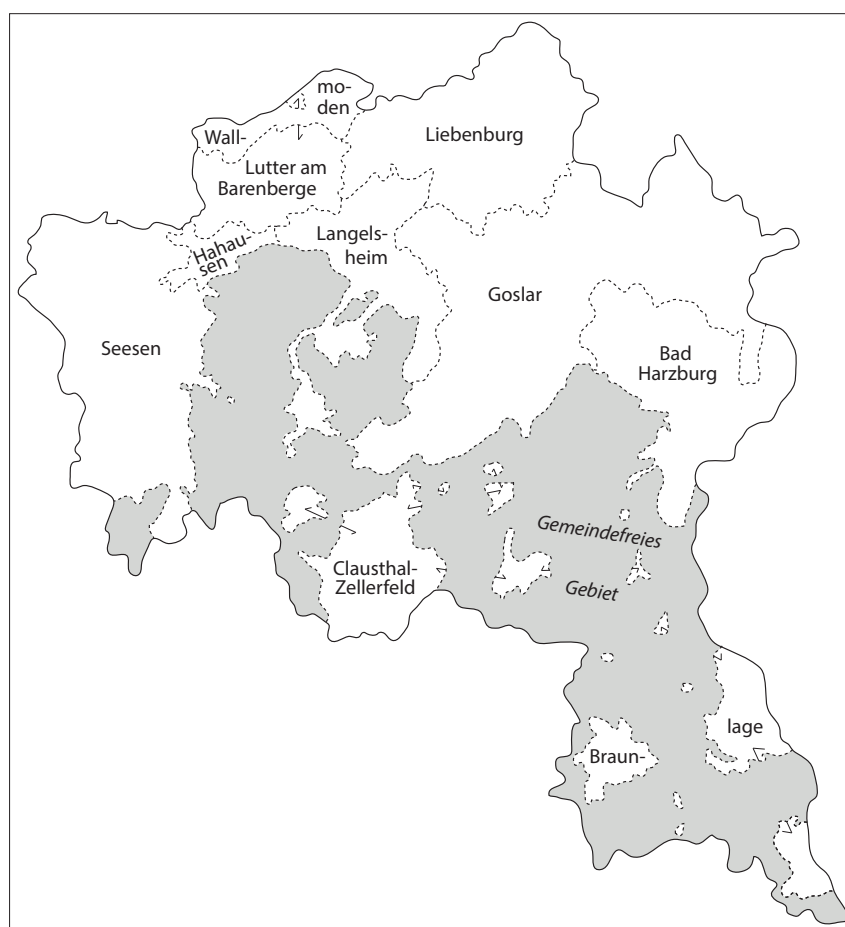 mo-
den
Wall-
Liebenburg
Lutter am
Barenberge
Hahau-
sen
Langels-
heim
Goslar
Seesen
Bad
Harzburg
Gemeindefreies
Gebiet
Clausthal-
Zellerfeld
lage
Braun-